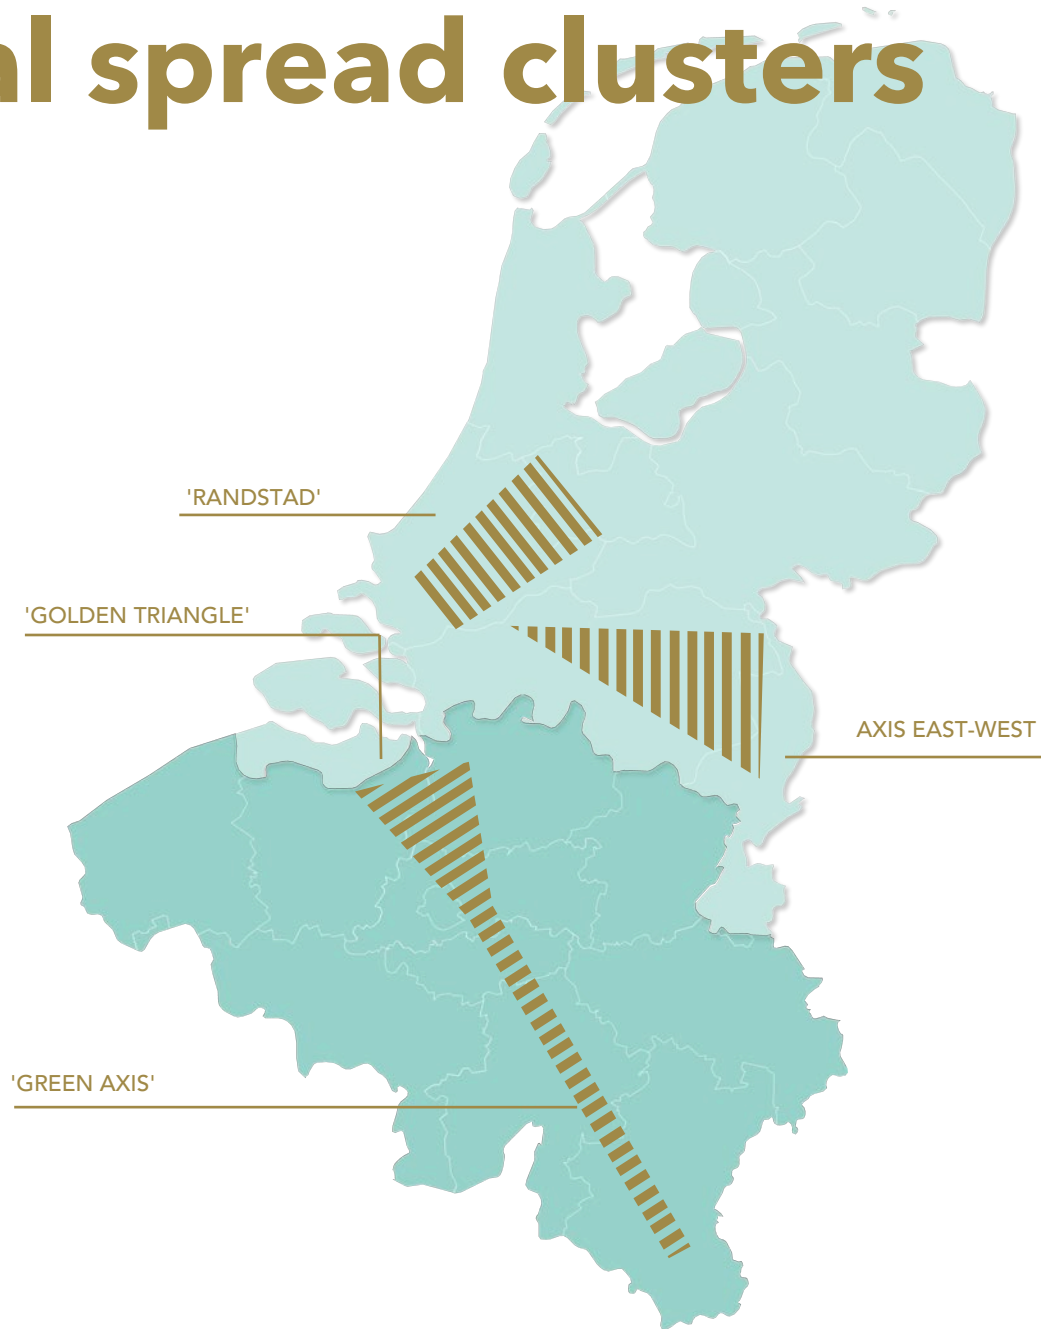 al spread clusters
'RANDSTAD'
'GOLDEN TRIANGLE'
AXIS EAST-WEST
'GREEN AXIS'